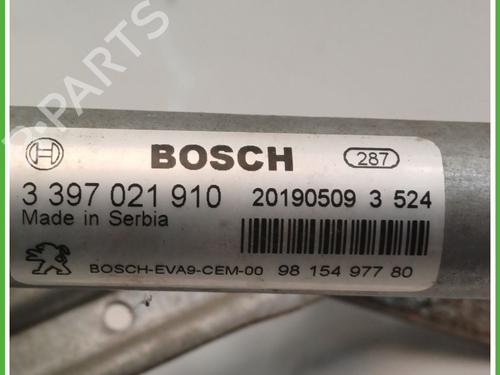 BOSCH 287
3 397 021 910 20190509 3 524
Made in Serbia
BOSCH-EVA9-CEM-00 98 154 977 80